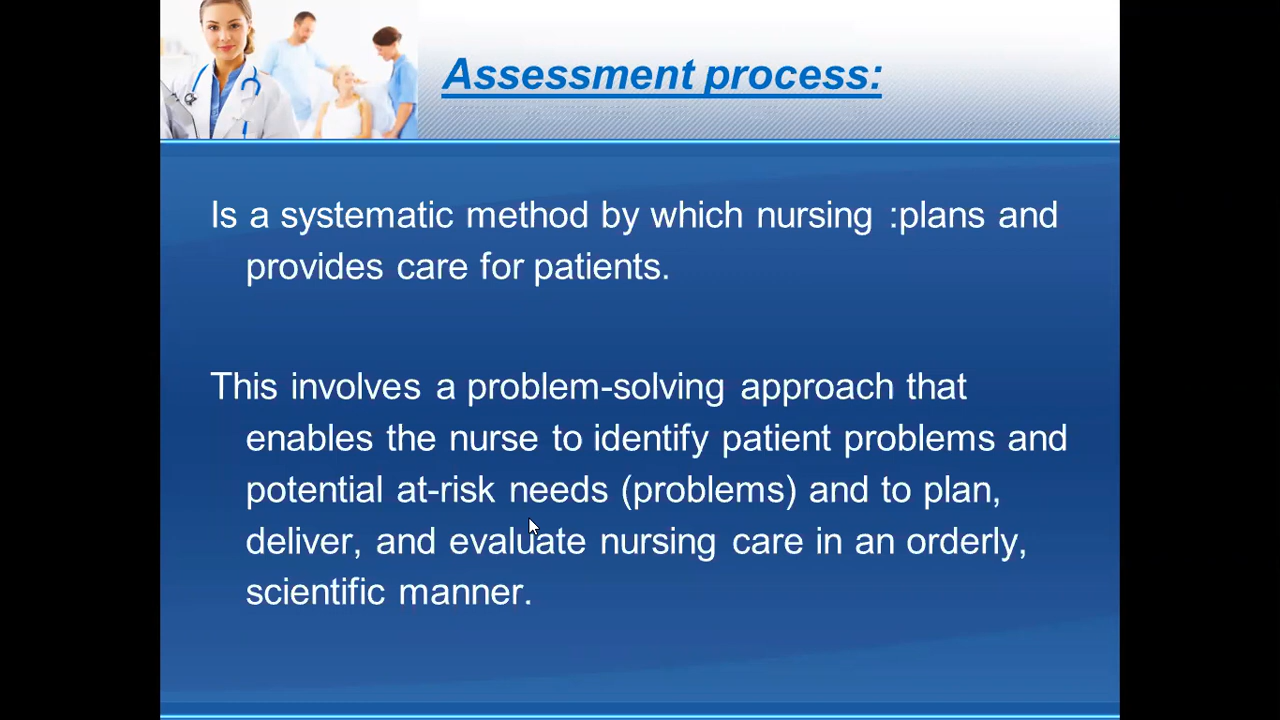 Assessment process:
Is a systematic method by which nursing :plans and
provides care for patients.
This involves a problem-solving approach that
enables the nurse to identify patient problems and
potential at-risk needs (problems) and to plan,
deliver, and evaluate nursing care in an orderly,
scientific manner.